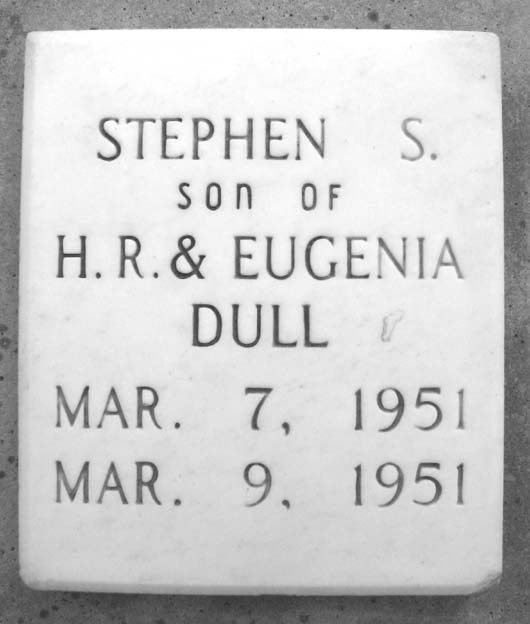 STEPHEN S.
SON OF
H. R. & EUGENIA
DULL
MAR. 7, 1951
MAR. 9, 1951